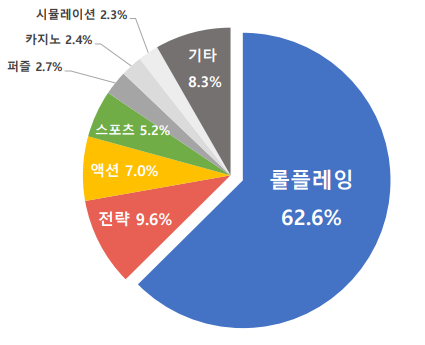 시뮬레이션 2.3%
카지노 2.4%
퍼즐 2.7%
기타
8.3%
스포츠 5.2%
액션 7.0%
전략 9.6%
롤플레잉
62.6%